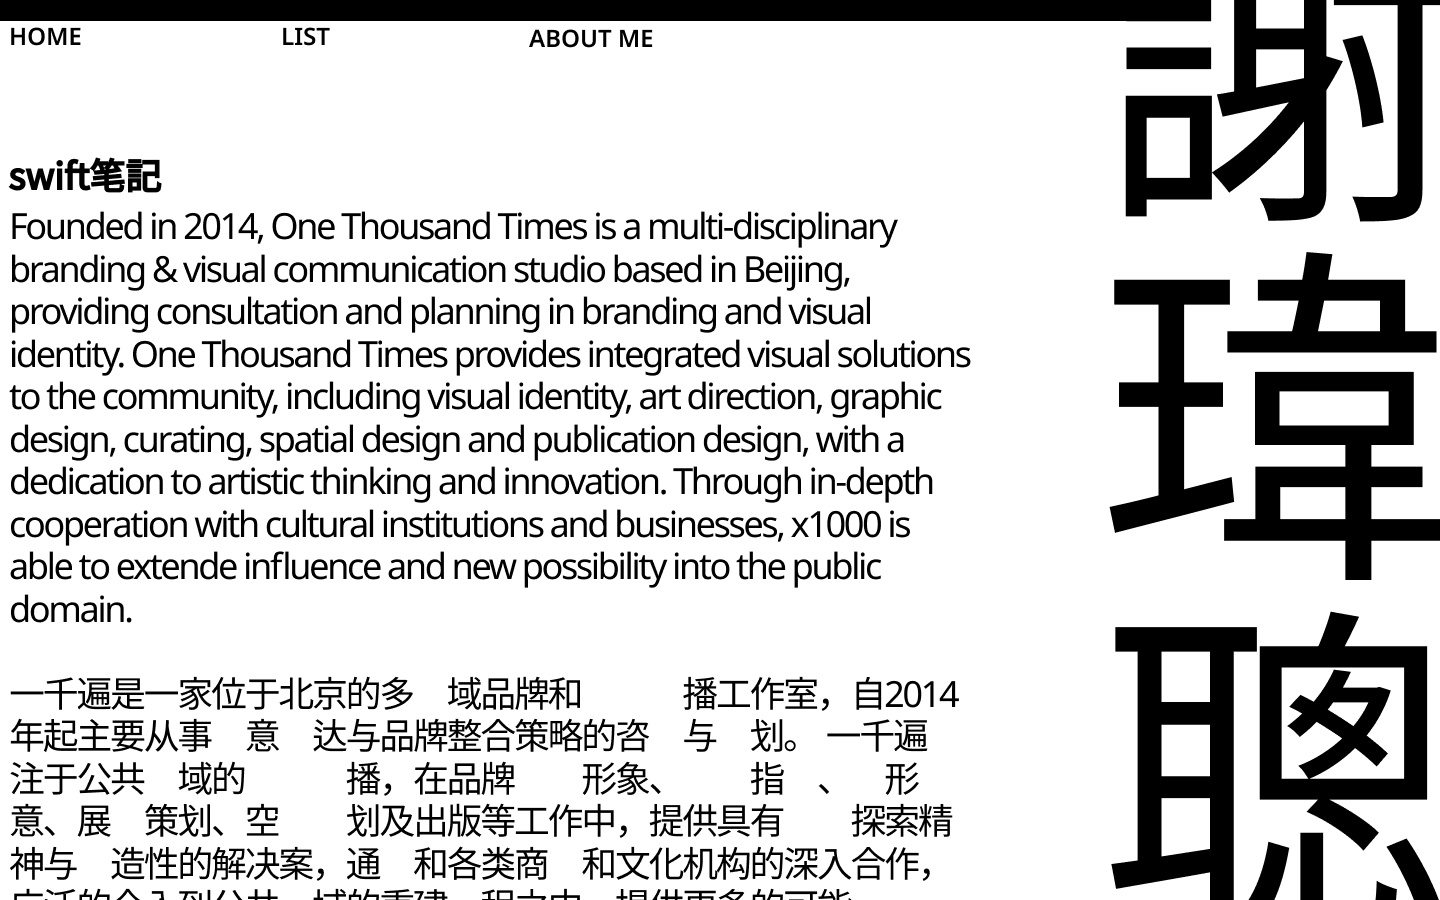 HOME
LIST
ABOUT ME
swift笔記
Founded in 2014, One Thousand Times is a multi-disciplinary
branding & visual communication studio based in Beijing,
providing consultation and planning in branding and visual
identity. One Thousand Times provides integrated visual solutions
to the community, including visual identity, art direction, graphic
design, curating, spatial design and publication design, with a
dedication to artistic thinking and innovation. Through in-depth
cooperation with cultural institutions and businesses, x1000 is
able to extende influence and new possibility into the public
domain.
一千遍是一家位于北京的多 域品牌和 播工作室，自2014
年起主要从事 意 达与品牌整合策略的咨 与 划。 一千遍
注于公共 域的 播，在品牌 形象、 指 、 形
意、展 策划、空 划及出版等工作中，提供具有 探索精
神与 造性的解决案，通 和各类商 和文化机构的深入合作，
謝瑋聰